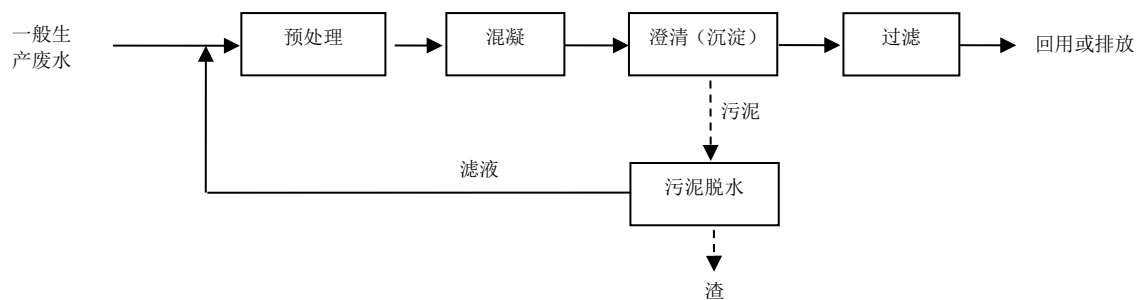 一般生
产废水
预处理
混凝
澄清（沉淀）
过滤
回用或排放
污泥
滤液
污泥脱水
渣